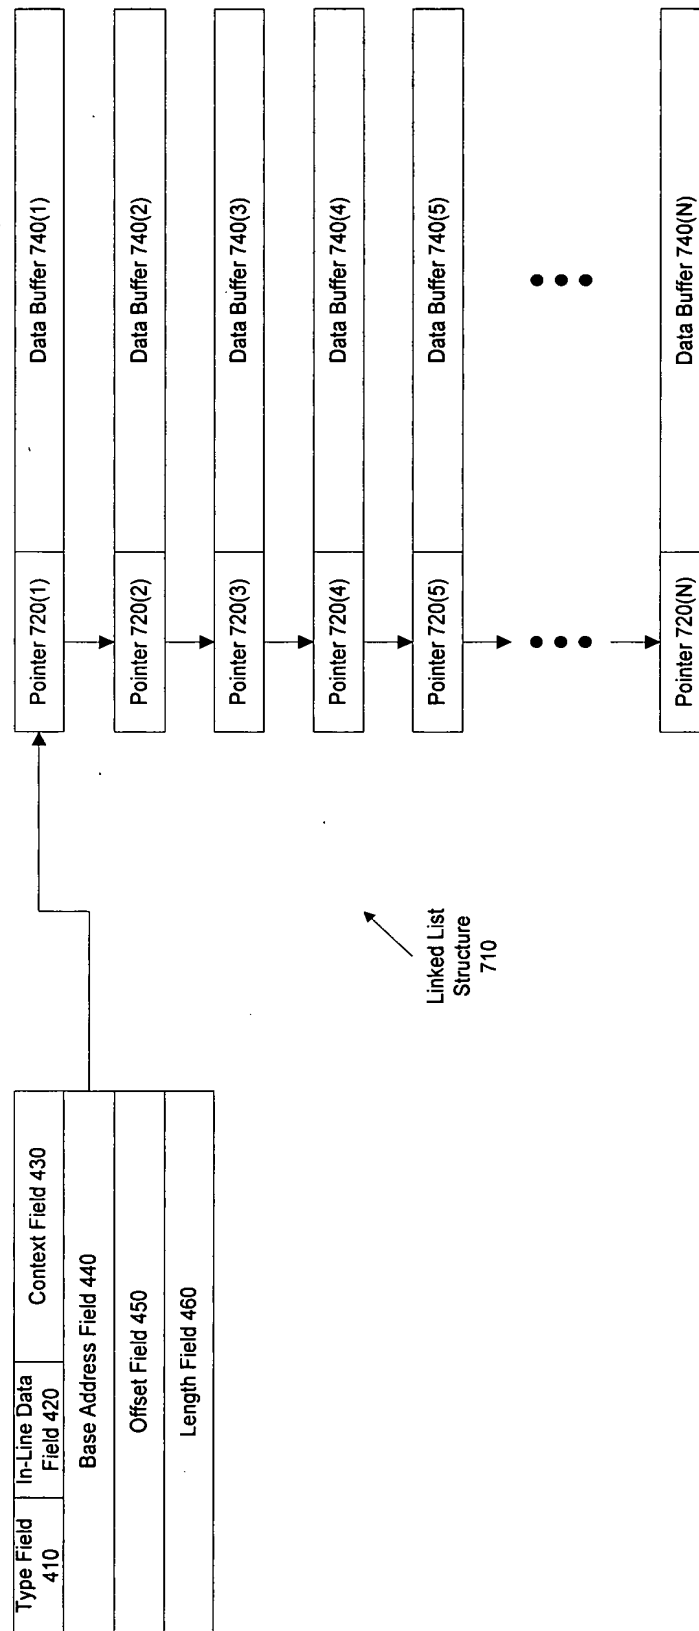 Type Field
410
In-Line Data
Field 420
Context Field 430
Base Address Field 440
Offset Field 450
Length Field 460
Linked List
Structure
710
Pointer 720(1)
Data Buffer 740(1)
Pointer 720(2)
Data Buffer 740(2)
Pointer 720(3)
Data Buffer 740(3)
Pointer 720(4)
Data Buffer 740(4)
Pointer 720(5)
Data Buffer 740(5)
Pointer 720(N)
Data Buffer 740(N)